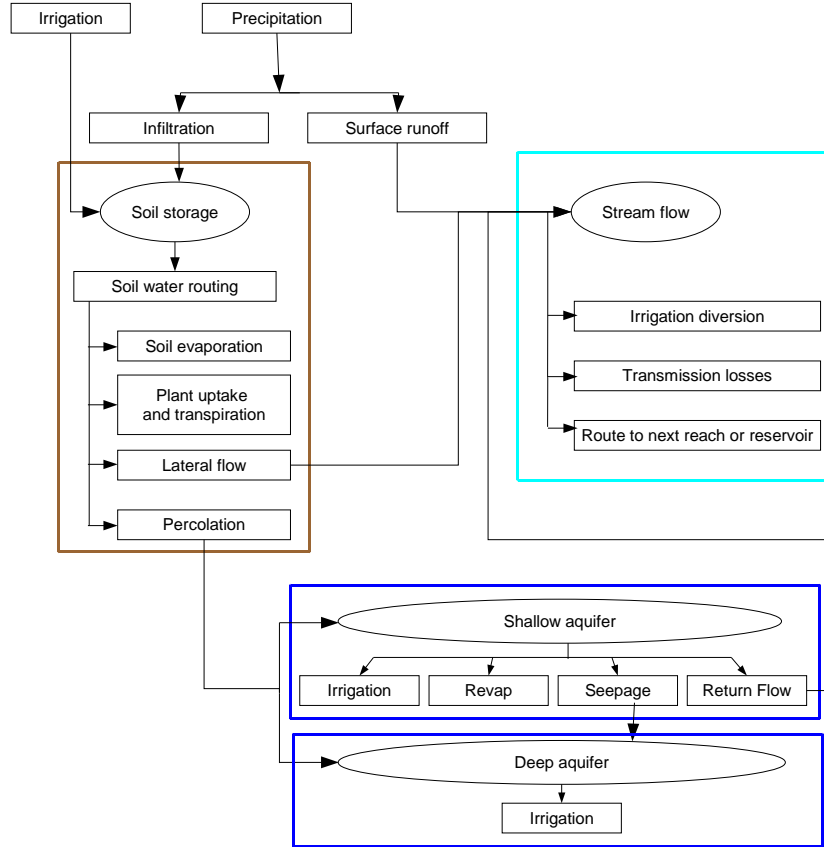 Irrigation
Precipitation
Infiltration
Surface runoff
Soil storage
Stream flow
Soil water routing
Irrigation diversion
Soil evaporation
Transmission losses
Plant uptake
and transpiration
Route to next reach or reservoir
Lateral flow
Percolation
Shallow aquifer
Irrigation
Revap
Seepage
Return Flow
Deep aquifer
Irrigation